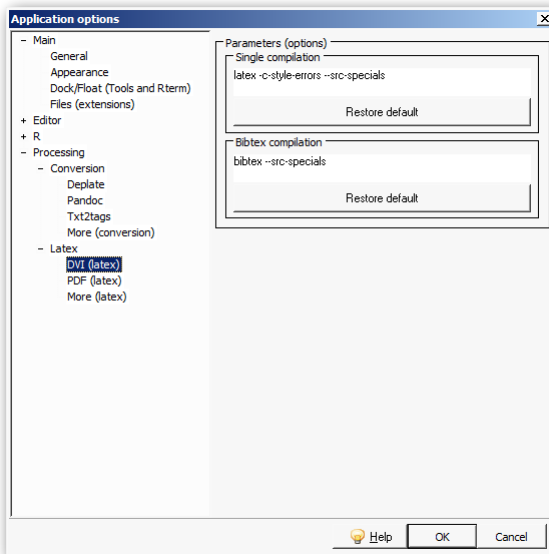 Application options
Main
General
Appearance
Dock/Float (Tools and Rterm)
Files (extensions)
Editor
R
Processing
Conversion
Deplate
Pandoc
Txt2tags
More (conversion)
Latex
DVI (latex)
PDF (latex)
More (latex)
Parameters (options)
Single compilation
latex -c-style-errors --src-specials
Restore default
Bibtex compilation
bibtex --src-specials
Restore default
Help
OK
Cancel